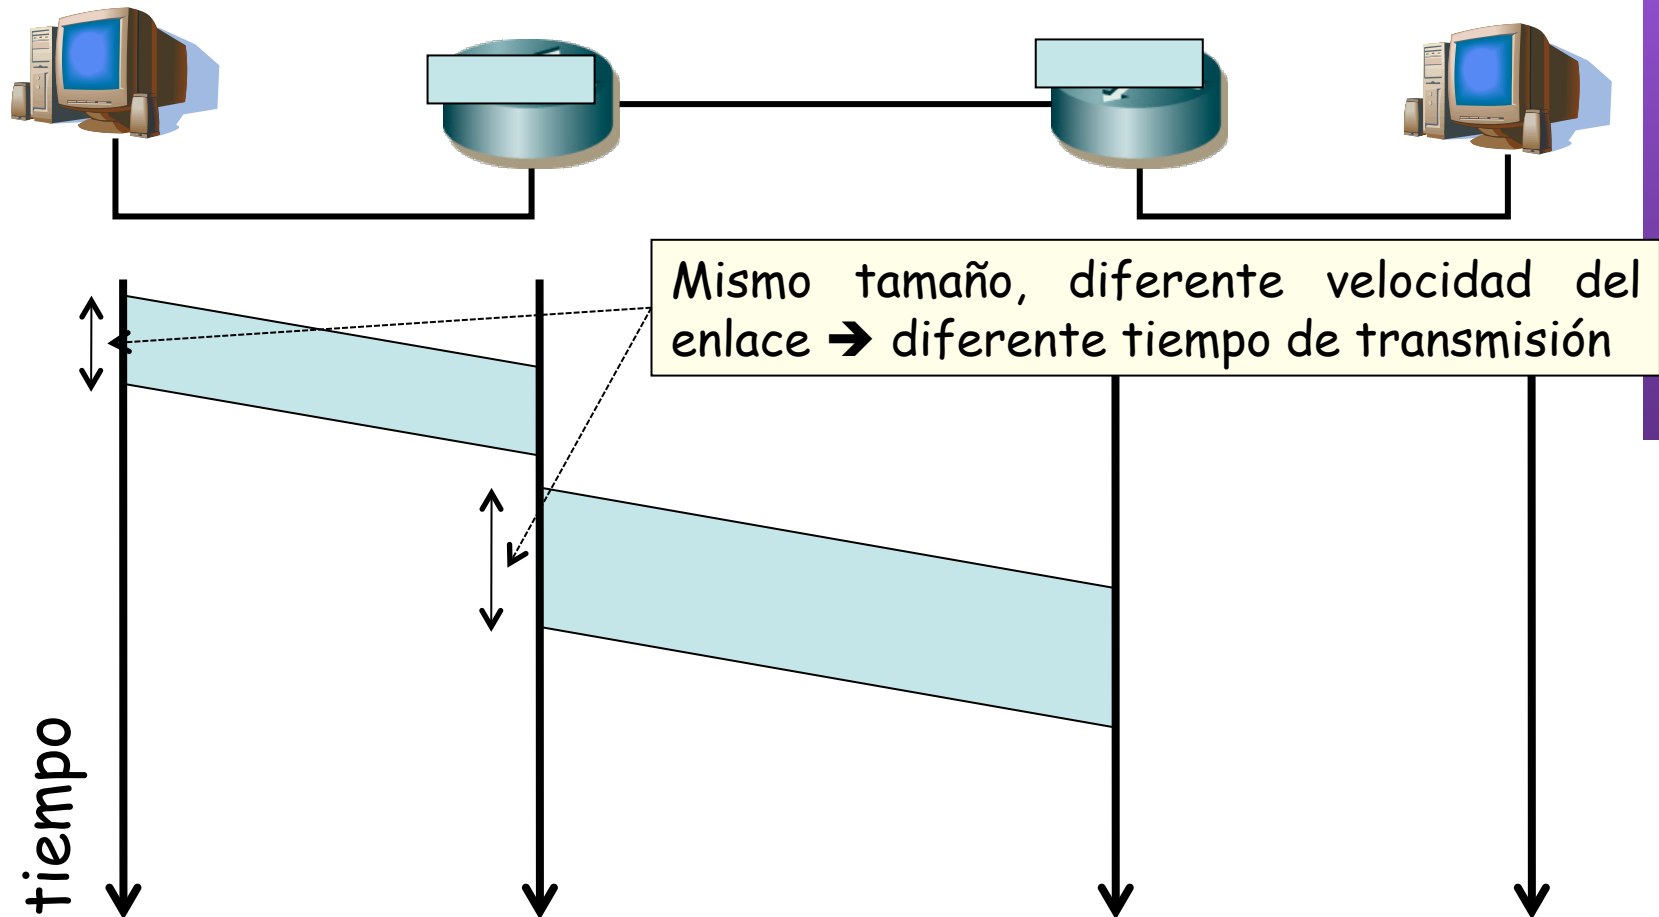 Mismo tamaño, diferente velocidad del
enlace ➔ diferente tiempo de transmisión
tiempo